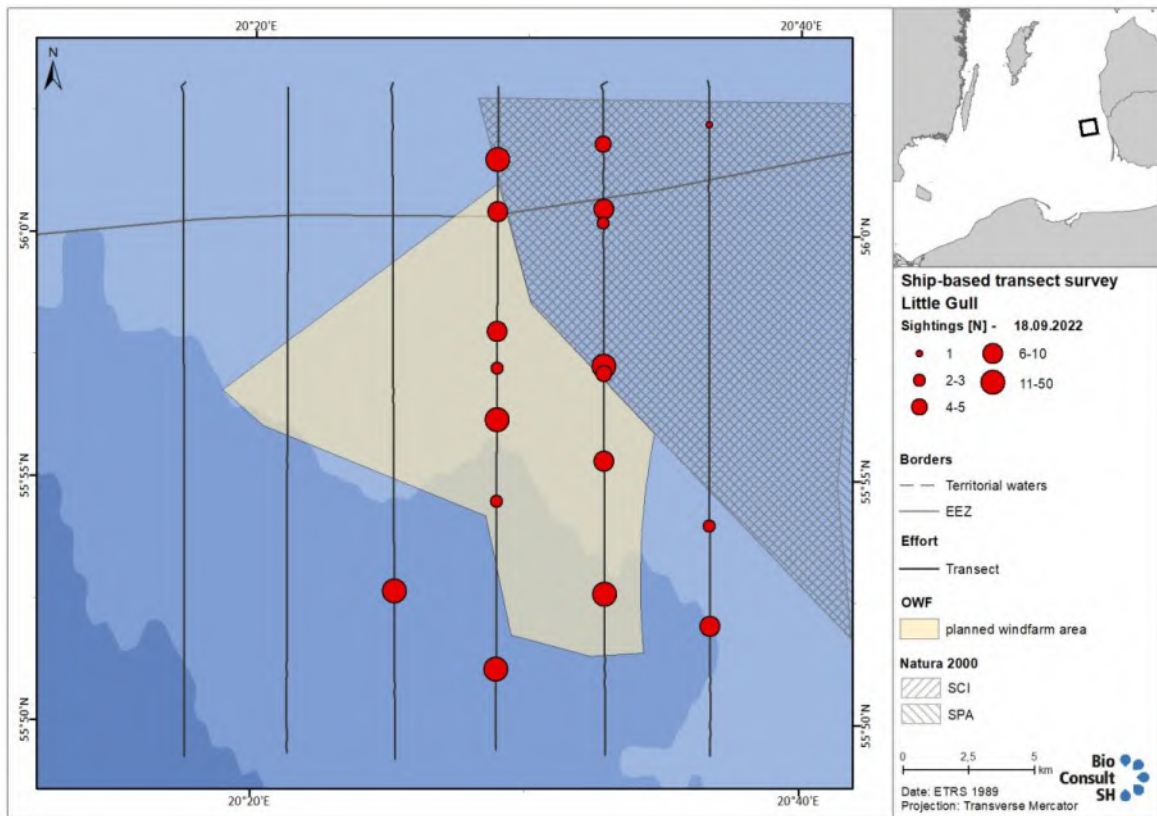 20°20'E
20°40'E
N
56°0'N
56°0'N
55°55'N
55°55'N
55°50'N
55°50'N
20°20'E
20°40'E
Ship-based transect survey
Little Gull
Sightings [N] - 18.09.2022
1
6-10
2-3
11-50
4-5
Borders
Territorial waters
EEZ
Effort
Transect
OWF
planned windfarm area
Natura 2000
SCI
SPA
0 2,5 5
km
Date: ETRS 1989
Projection: Transverse Mercator
Bio
Consult
SH